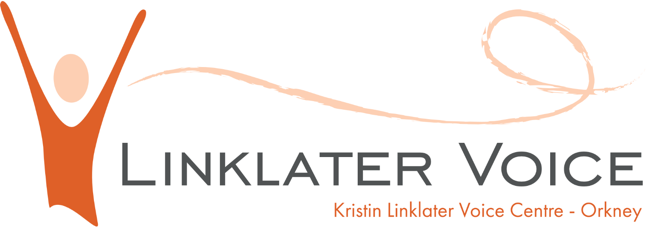 LINKLATER VOICE
Kristin Linklater Voice Centre - Orkney